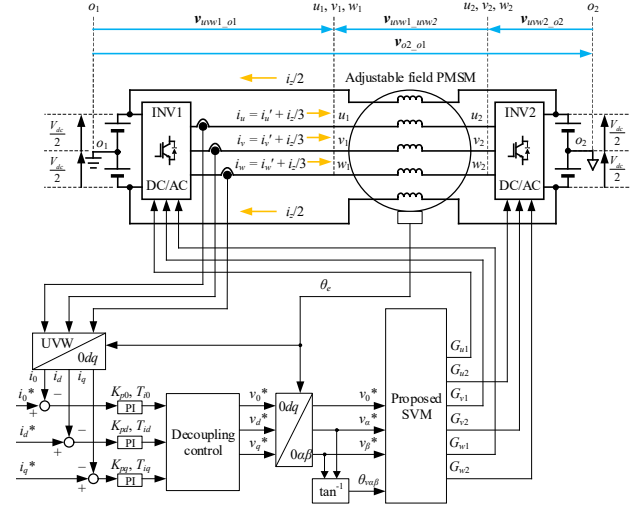 o1 u1, v1, w1 u2, v2, w2 o2
vuvw1_o1 vuvw1_uvw2 vuvw2_o2
vo2_o1
iz/2 Adjustable field PMSM
INV1 INV2
iu = iu′ + iz/3 u1 u2
Vdc/2 o1 iv = iv′ + iz/3 v1 v2 o2 Vdc/2
Vdc/2 iw = iw′ + iz/3 w1 w2 Vdc/2
DC/AC DC/AC
iz/2
θe
UVW
0dq
i0 id iq
Gu1
Gu2
Gv1
Gv2
Gw1
Gw2
i0* + − Kp0, Ti0 PI v0* 0dq v0*
id* + − Kpd, Tid PI Decoupling control vd* vα* Proposed SVM
iq* + − Kpq, Tiq PI vq* 0αβ vβ*
tan-1 θvαβ